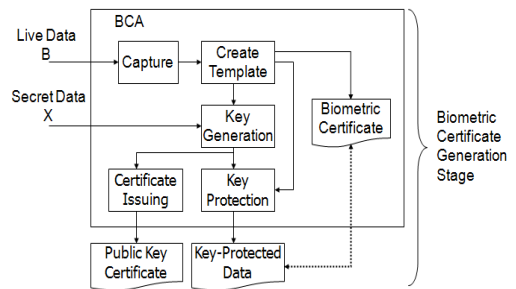 BCA
Live Data
B
Capture
Create
Template
Secret Data
X
Key
Generation
Biometric
Certificate
Biometric
Certificate
Generation
Stage
Certificate
Issuing
Key
Protection
Public Key
Certificate
Key-Protected
Data